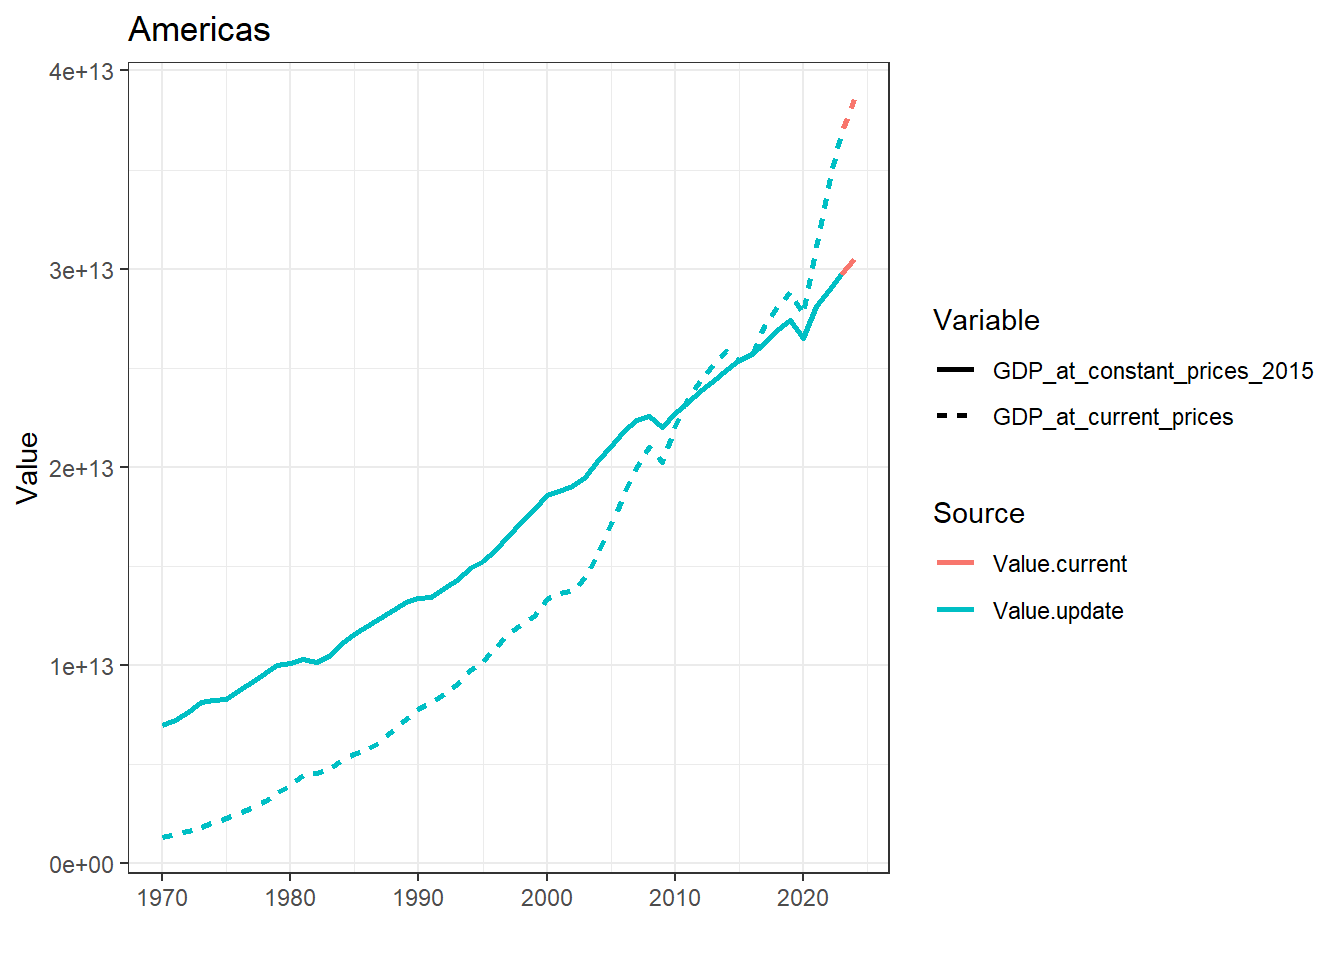 Americas
4e+13
3e+13
2e+13
1e+13
0e+00
Value
1970 1980 1990 2000 2010 2020
Variable
GDP_at_constant_prices_2015
GDP_at_current_prices
Source
Value.current
Value.update